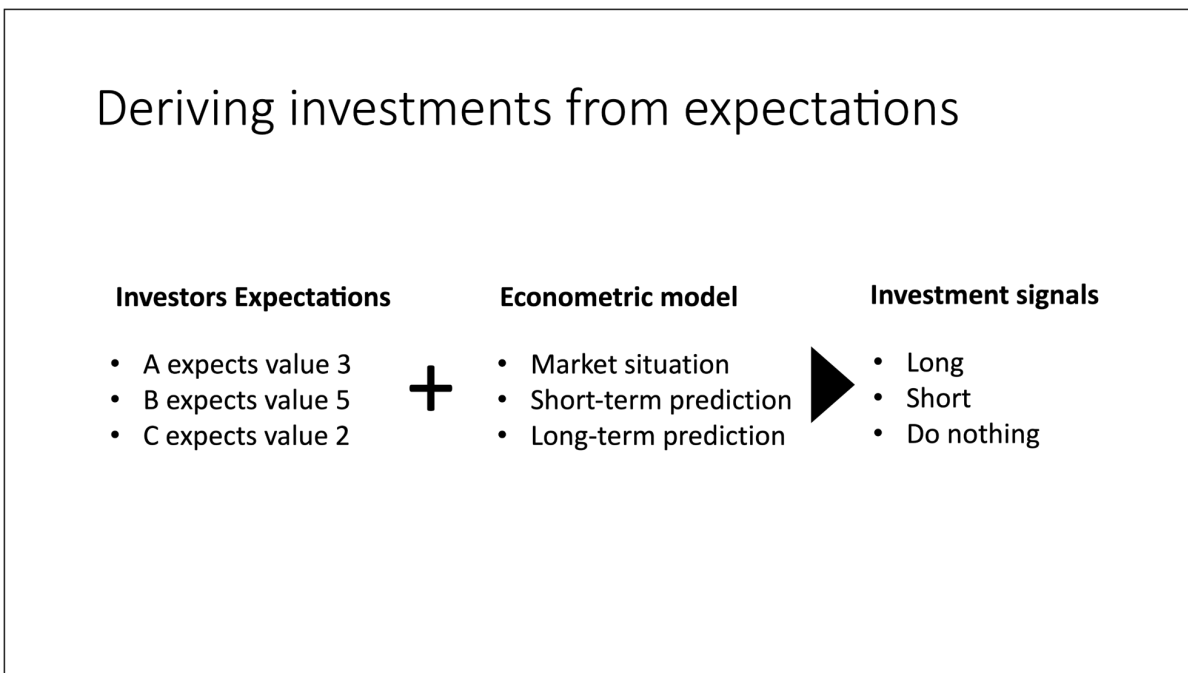 Deriving investments from expectations
Investors Expectations
• A expects value 3
• B expects value 5
• C expects value 2
+
Econometric model
• Market situation
• Short-term prediction
• Long-term prediction
Investment signals
• Long
• Short
• Do nothing